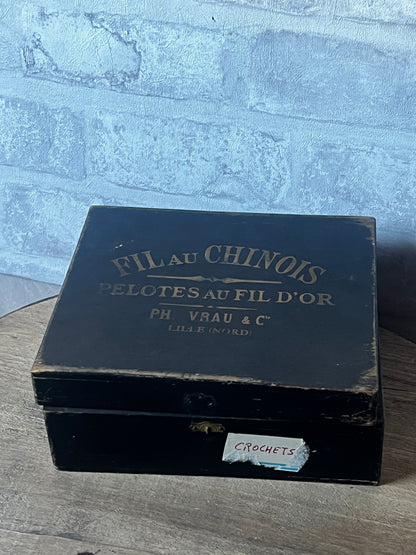 FIL AU CHINOIS
PELOTES AU FIL D'OR
PH VRAU & Cie
LILLE (NORD)
CROCHETS